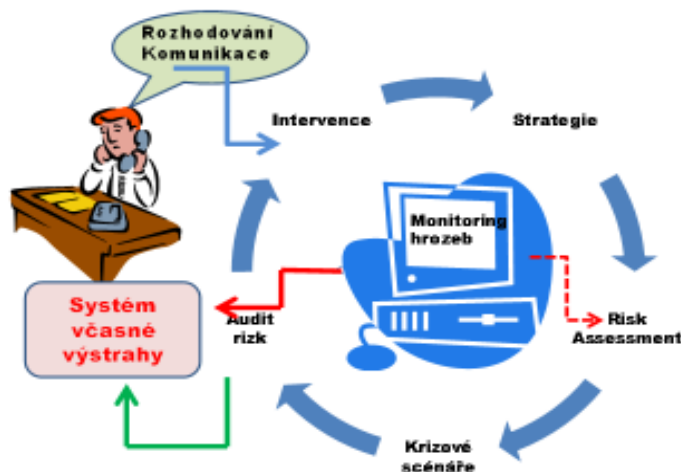 Rozhodování
Komunikace
Intervence
Strategie
Monitoring
hrozeb
Systém
včasné
výstrahy
Audit
rizk
Risk
Assessment
Krizové
scénáře